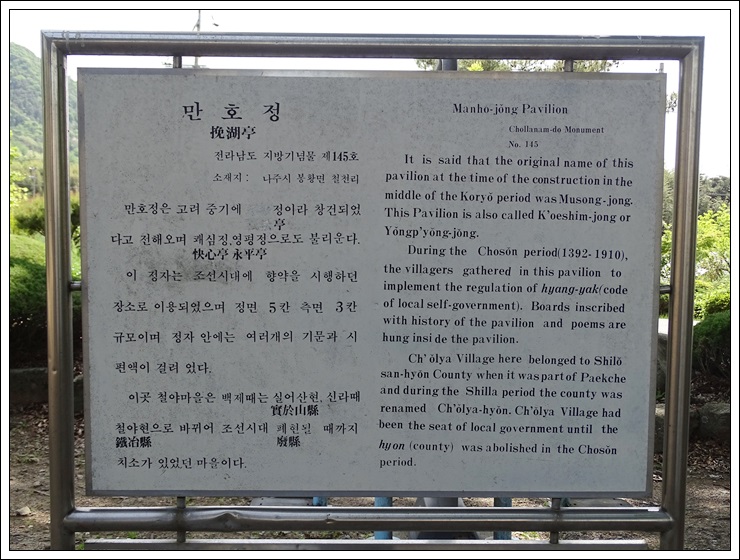 만 호 정
挽湖亭
전라남도 지방기념물 제145호
소재지 : 나주시 봉황면 철천리
만호정은 고려 중기에 정이라 창건되었
亭
다고 전해오며 쾌심정,영평정으로도 불리운다.
快心亭 永平亭
이 정자는 조선시대에 향약을 시행하던
장소로 이용되었으며 정면 5칸 측면 3칸
규모이며 정자 안에는 여러개의 기문과 시
편액이 걸려 있다.
이곳 철야마을은 백제때는 실어산현, 신라때
實於山縣
철야현으로 바뀌어 조선시대 폐현될 때까지
鐵冶縣 廢縣
치소가 있었던 마을이다.
Manho-jŏng Pavilion
Chollanam-do Monument
No. 145
It is said that the original name of this
pavilion at the time of the construction in the
middle of the Koryŏ period was Musong-jong.
This Pavilion is also called K'oeshim-jong or
Yŏngp'yŏng-jŏng.
During the Chosŏn period(1392-1910),
the villagers gathered in this pavilion to
implement the regulation of hyang-yak(code
of local self-government). Boards inscribed
with history of the pavilion and poems are
hung inside the pavilion.
Ch'ŏlya Village here belonged to Shilŏ
san-hyŏn County when it was part of Paekche
and during the Shilla period the county was
renamed Ch'ŏlya-hyŏn. Ch'ŏlya Village had
been the seat of local government until the
hyon (county) was abolished in the Chosŏn
period.